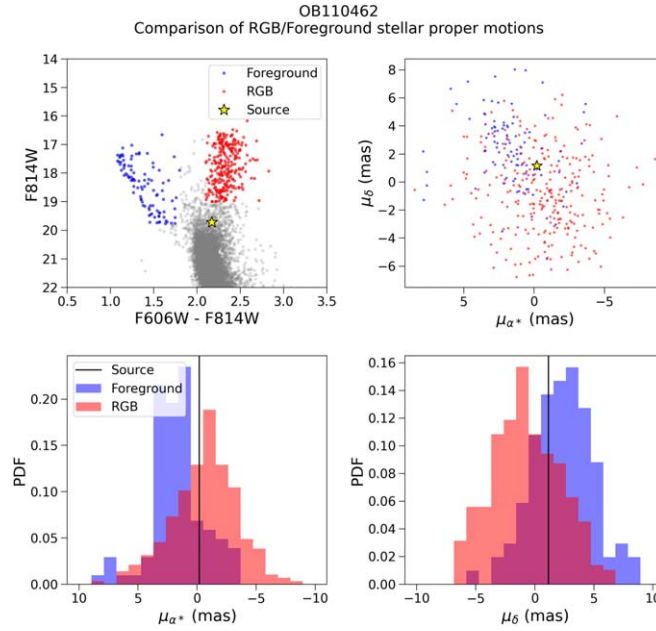 OB110462
Comparison of RGB/Foreground stellar proper motions
14
15
16
17
18
19
20
21
22
F814W
Foreground
RGB
Source
0.5 1.0 1.5 2.0 2.5 3.0 3.5
F606W - F814W
8
6
4
2
0
−2
−4
−6
μδ (mas)
5 0 −5
μα* (mas)
0.20
0.15
0.10
0.05
0.00
PDF
Source
Foreground
RGB
10 5 0 −5 −10
μα* (mas)
0.16
0.14
0.12
0.10
0.08
0.06
0.04
0.02
0.00
PDF
−10 −5 0 5 10
μδ (mas)